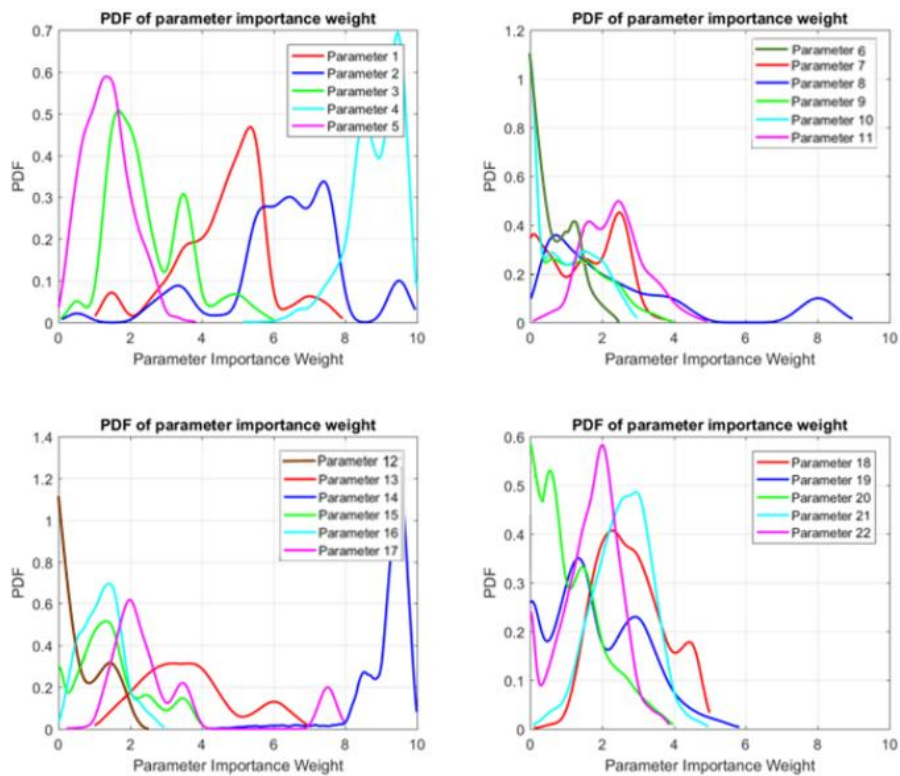 PDF of parameter importance weight
0.7
0.6
0.5
0.4
0.3
0.2
0.1
0
PDF
0 2 4 6 8 10
Parameter Importance Weight
Parameter 1
Parameter 2
Parameter 3
Parameter 4
Parameter 5
PDF of parameter importance weight
1.2
1
0.8
0.6
0.4
0.2
0
PDF
0 2 4 6 8 10
Parameter Importance Weight
Parameter 6
Parameter 7
Parameter 8
Parameter 9
Parameter 10
Parameter 11
PDF of parameter importance weight
1.4
1.2
1
0.8
0.6
0.4
0.2
0
PDF
0 2 4 6 8 10
Parameter Importance Weight
Parameter 12
Parameter 13
Parameter 14
Parameter 15
Parameter 16
Parameter 17
PDF of parameter importance weight
0.6
0.5
0.4
0.3
0.2
0.1
0
PDF
0 2 4 6 8 10
Parameter Importance Weight
Parameter 18
Parameter 19
Parameter 20
Parameter 21
Parameter 22